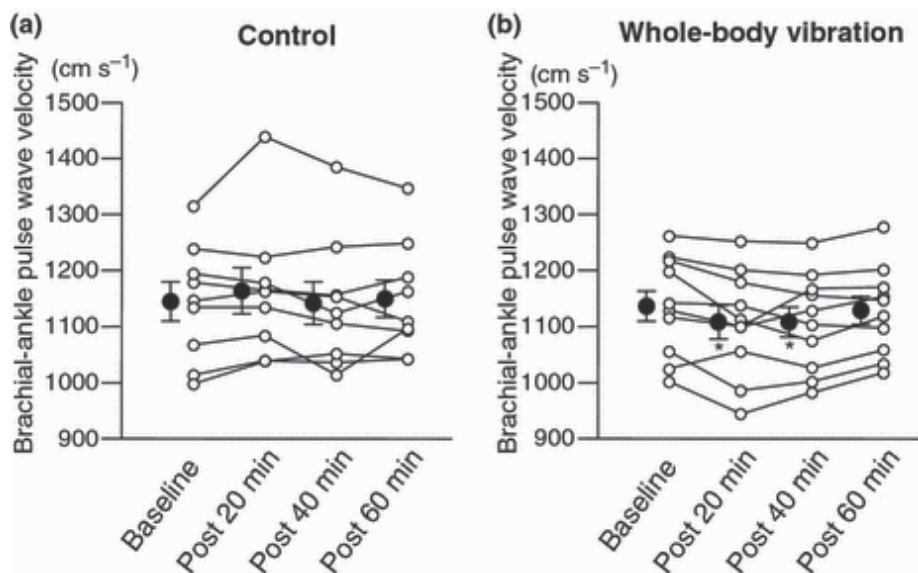 (a)
Control
(cm s⁻¹)
Brachial-ankle pulse wave velocity
1500
1400
1300
1200
1100
1000
900
Baseline
Post 20 min
Post 40 min
Post 60 min
(b)
Whole-body vibration
(cm s⁻¹)
Brachial-ankle pulse wave velocity
1500
1400
1300
1200
1100
1000
900
*
*
Baseline
Post 20 min
Post 40 min
Post 60 min